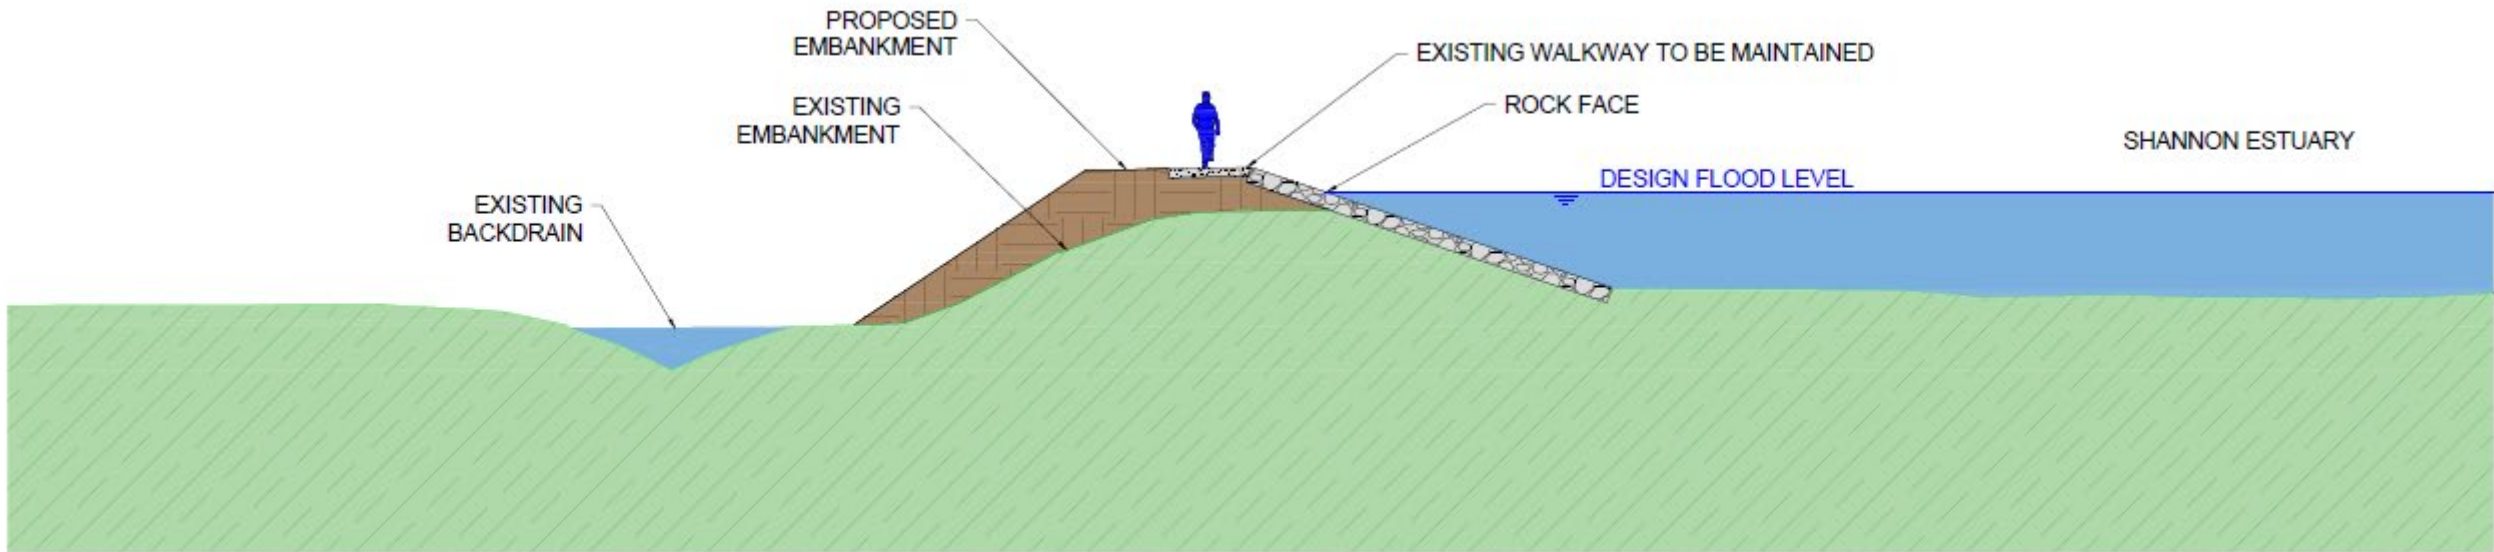 PROPOSED
EMBANKMENT
EXISTING WALKWAY TO BE MAINTAINED
EXISTING
EMBANKMENT
ROCK FACE
SHANNON ESTUARY
DESIGN FLOOD LEVEL
EXISTING
BACKDRAIN